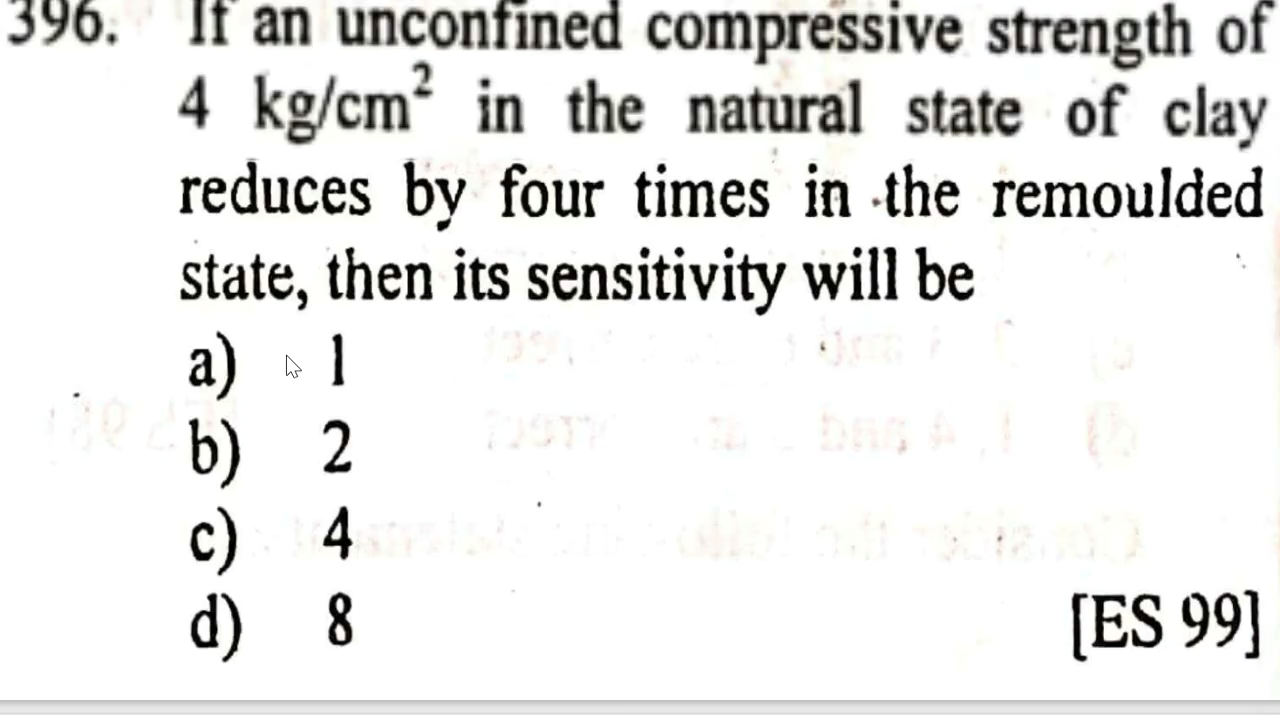 396. If an unconfined compressive strength of
4 kg/cm² in the natural state of clay
reduces by four times in the remoulded
state, then its sensitivity will be
a) 1
b) 2
c) 4
d) 8 [ES 99]